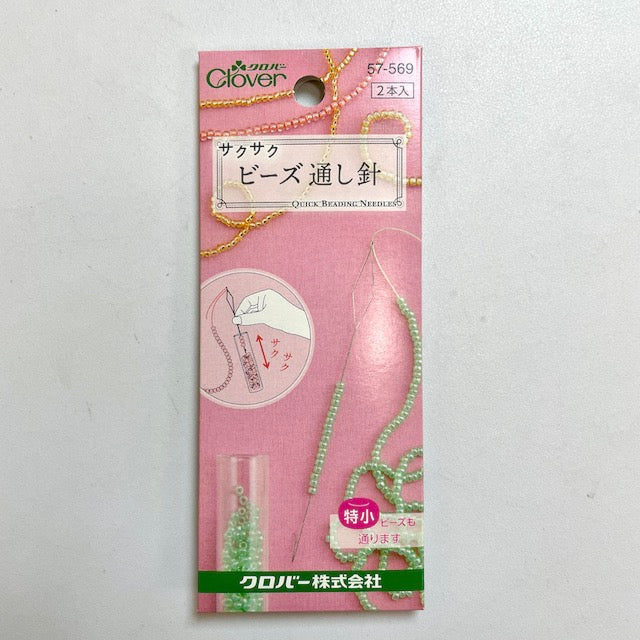 クロバー
Clover
57-569
2本入
サクサク
ビーズ通し針
QUICK BEADING NEEDLES
サクサク
特小ビーズも
通ります
クロバー株式会社